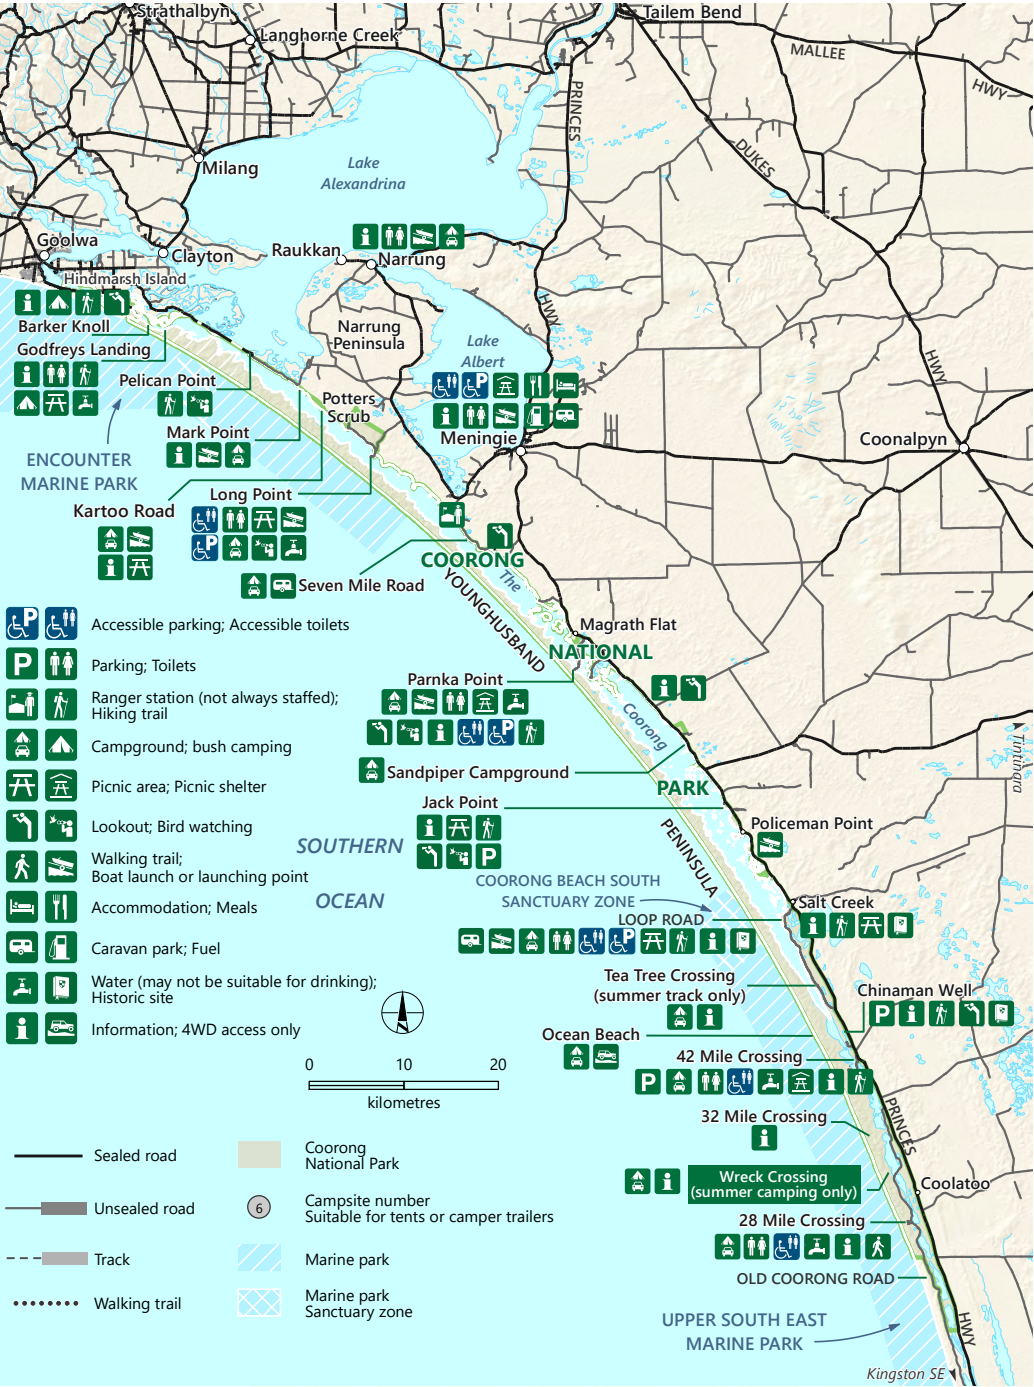 Strathalbyn
Langhorne Creek
Tailem Bend
MALLEE
HWY
PRINCES
DUKES
Lake
Alexandrina
Milang
Goolwa
Clayton
Raukkan
Narrung
Hindmarsh Island
Barker Knoll
Godfreys Landing
Pelican Point
Narrung
Peninsula
Lake
Albert
HWY
HWY
Potters
Scrub
Mark Point
Meningie
Coonalpyn
ENCOUNTER
MARINE PARK
Long Point
Kartoo Road
COORONG
Seven Mile Road
The
YOUNGHUSBAND
Magrath Flat
NATIONAL
Parnka Point
Coorong
Sandpiper Campground
PARK
Tintinara
Jack Point
Policeman Point
PENINSULA
SOUTHERN
OCEAN
COORONG BEACH SOUTH
SANCTUARY ZONE
Salt Creek
LOOP ROAD
Tea Tree Crossing
(summer track only)
Chinaman Well
Ocean Beach
42 Mile Crossing
PRINCES
32 Mile Crossing
Wreck Crossing
(summer camping only)
Coolatoo
28 Mile Crossing
OLD COORONG ROAD
UPPER SOUTH EAST
MARINE PARK
HWY
Kingston SE
P Accessible parking; Accessible toilets
P Parking; Toilets
Ranger station (not always staffed);
Hiking trail
Campground; bush camping
Picnic area; Picnic shelter
Lookout; Bird watching
Walking trail;
Boat launch or launching point
Accommodation; Meals
Caravan park; Fuel
Water (may not be suitable for drinking);
Historic site
i Information; 4WD access only
0 10 20
kilometres
Sealed road
Unsealed road
Track
Walking trail
Coorong
National Park
6
Campsite number
Suitable for tents or camper trailers
Marine park
Marine park
Sanctuary zone